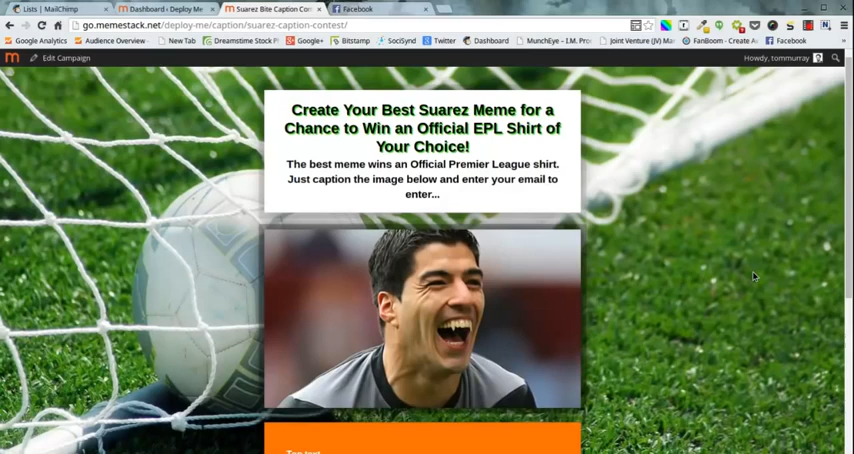 Lists | MailChimp
Dashboard ‹ Deploy Me
Suarez Bite Caption Con
Facebook
go.memestack.net/deploy-me/caption/suarez-caption-contest/
Google Analytics
Audience Overview
New Tab
Dreamstime Stock P
Google+
Bitstamp
SociSynd
Twitter
Dashboard
MunchEye - I.M. Pro
Joint Venture (JV) Ma
FanBoom - Create A
Facebook
Edit Campaign
Howdy, tommurray
Create Your Best Suarez Meme for a
Chance to Win an Official EPL Shirt of
Your Choice!
The best meme wins an Official Premier League shirt.
Just caption the image below and enter your email to
enter...